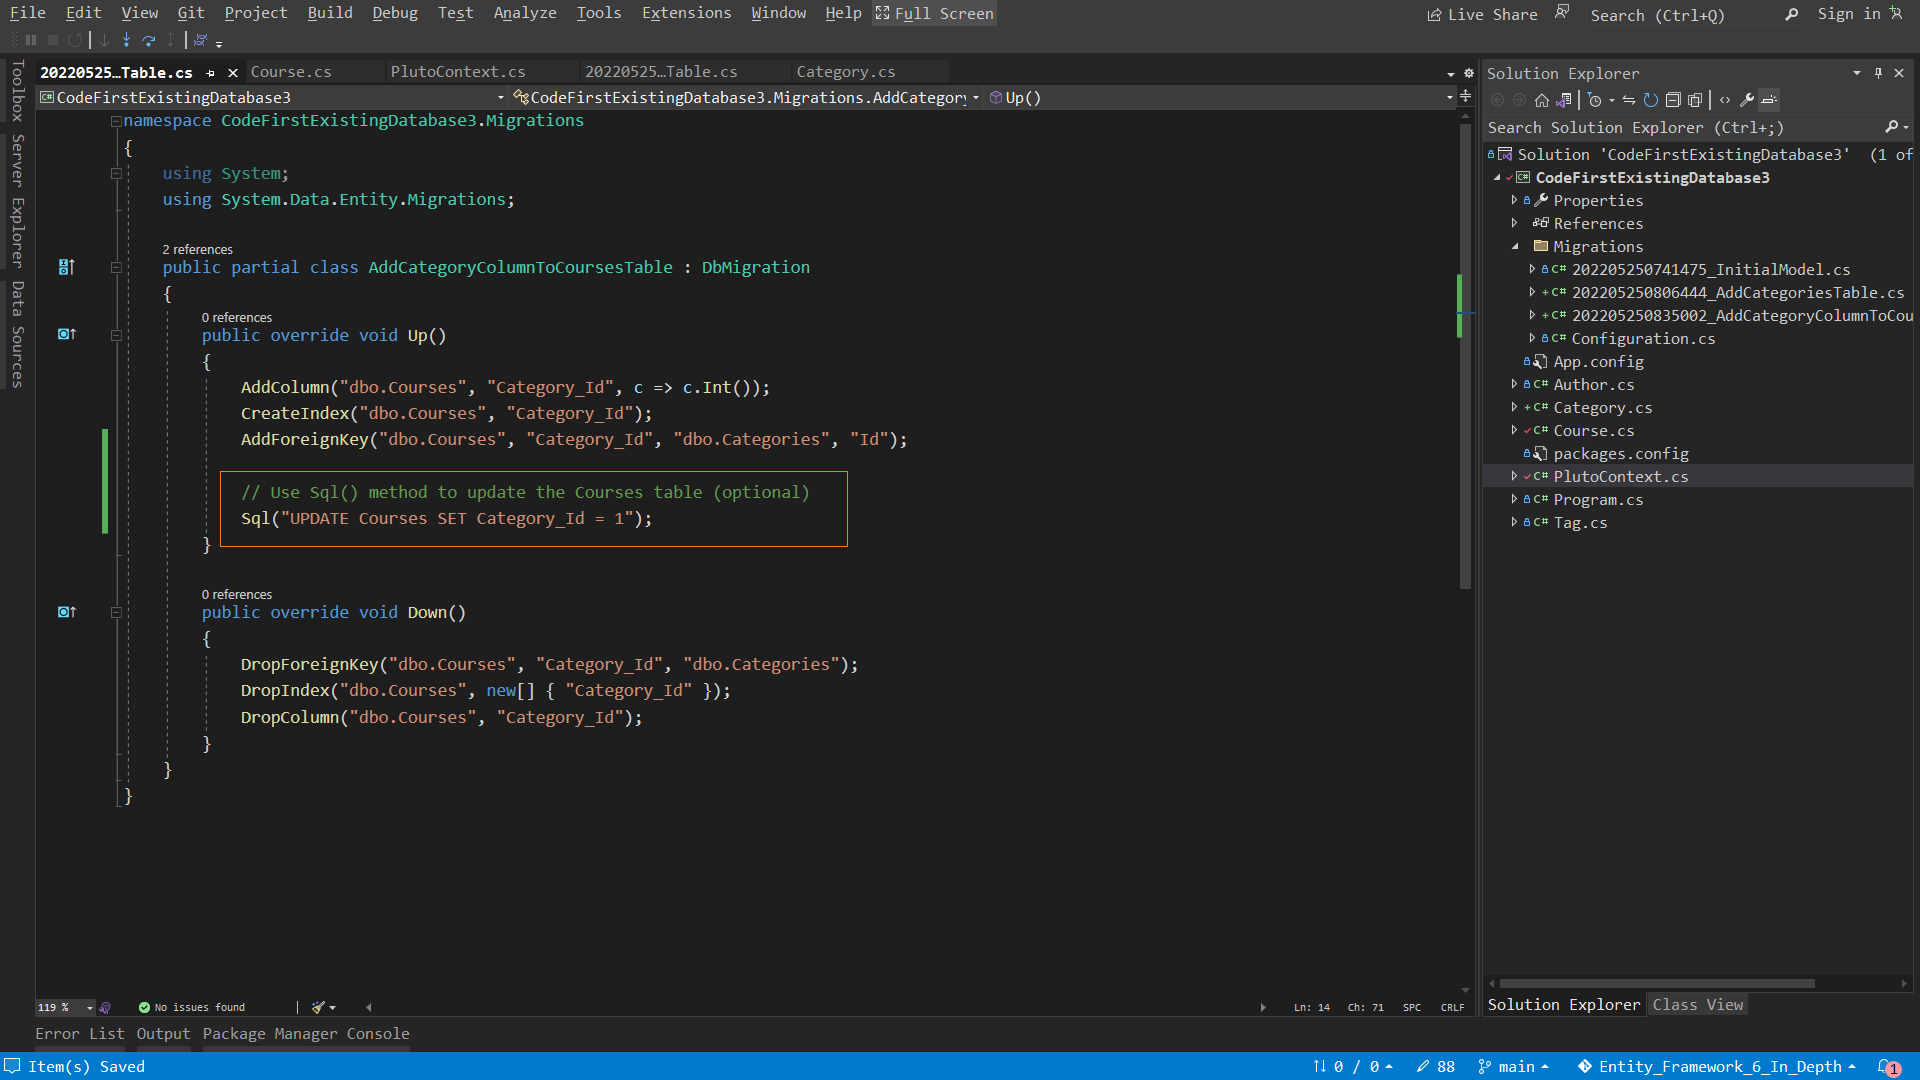 File Edit View Git Project Build Debug Test Analyze Tools Extensions Window Help Full Screen
Live Share Search (Ctrl+Q) Sign in
20220525…Table.cs Course.cs PlutoContext.cs 20220525…Table.cs Category.cs
CodeFirstExistingDatabase3 CodeFirstExistingDatabase3.Migrations.AddCategory Up()
Toolbox
Server Explorer
Data Sources
namespace CodeFirstExistingDatabase3.Migrations
{
using System;
using System.Data.Entity.Migrations;
2 references
public partial class AddCategoryColumnToCoursesTable : DbMigration
{
0 references
public override void Up()
{
AddColumn("dbo.Courses", "Category_Id", c => c.Int());
CreateIndex("dbo.Courses", "Category_Id");
AddForeignKey("dbo.Courses", "Category_Id", "dbo.Categories", "Id");
// Use Sql() method to update the Courses table (optional)
Sql("UPDATE Courses SET Category_Id = 1");
}
0 references
public override void Down()
{
DropForeignKey("dbo.Courses", "Category_Id", "dbo.Categories");
DropIndex("dbo.Courses", new[] { "Category_Id" });
DropColumn("dbo.Courses", "Category_Id");
}
}
}
119 % No issues found Ln: 14 Ch: 71 SPC CRLF
Solution Explorer
Search Solution Explorer (Ctrl+;)
Solution 'CodeFirstExistingDatabase3' (1 of
CodeFirstExistingDatabase3
Properties
References
Migrations
202205250741475_InitialModel.cs
202205250806444_AddCategoriesTable.cs
202205250835002_AddCategoryColumnToCou
Configuration.cs
App.config
Author.cs
Category.cs
Course.cs
packages.config
PlutoContext.cs
Program.cs
Tag.cs
Solution Explorer Class View
Error List Output Package Manager Console
Item(s) Saved 0 / 0 88 main Entity_Framework_6_In_Depth 1